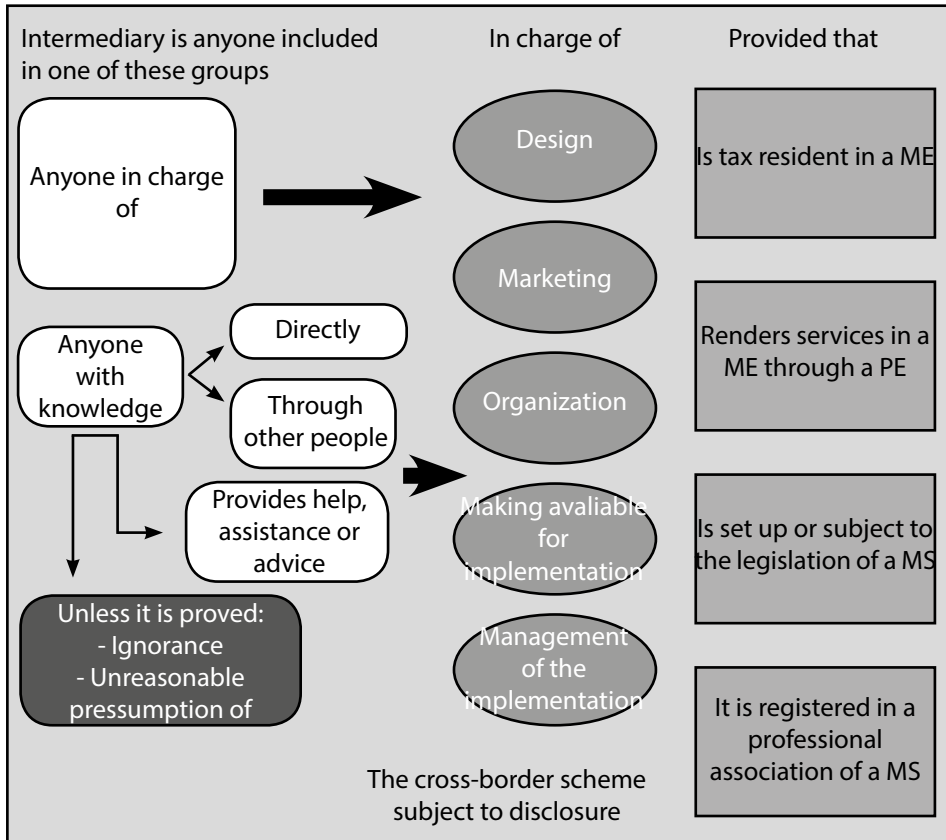 Intermediary is anyone included
in one of these groups
In charge of
Provided that
Anyone in charge
of
Design
Is tax resident in a ME
Marketing
Renders services in a
ME through a PE
Anyone
with
knowledge
Directly
Through
other people
Organization
Provides help,
assistance or
advice
Making avaliable
for
implementation
Is set up or subject to
the legislation of a MS
Unless it is proved:
- Ignorance
- Unreasonable
pressumption of
Management
of the
implementation
It is registered in a
professional
association of a MS
The cross-border scheme
subject to disclosure